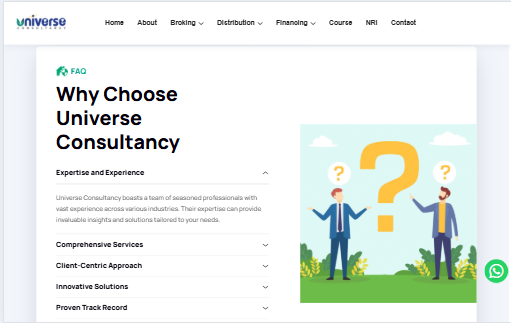 Universe
CONSULTANCY
Home About Broking Distribution Financing Course NRI Contact
FAQ
Why Choose
Universe
Consultancy
Expertise and Experience
Universe Consultancy boasts a team of seasoned professionals with
vast experience across various industries. Their expertise can provide
invaluable insights and solutions tailored to your needs.
Comprehensive Services
Client-Centric Approach
Innovative Solutions
Proven Track Record
?
?
?